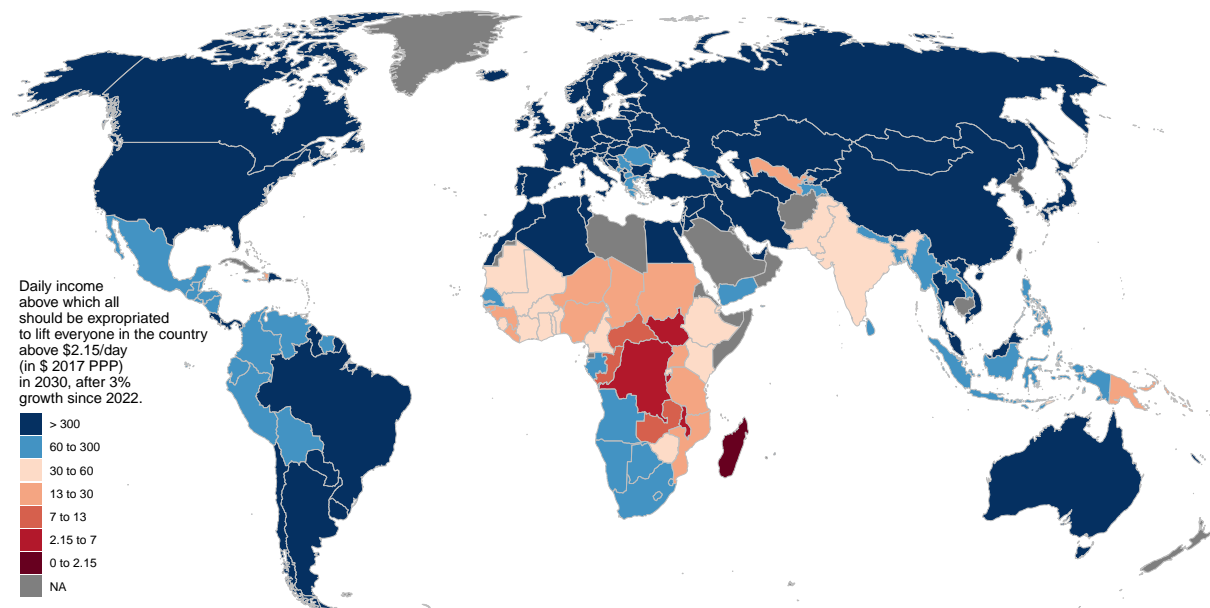 Daily income
above which all
should be expropriated
to lift everyone in the country
above $2.15/day
(in $ 2017 PPP)
in 2030, after 3%
growth since 2022.
> 300
60 to 300
30 to 60
13 to 30
7 to 13
2.15 to 7
0 to 2.15
NA